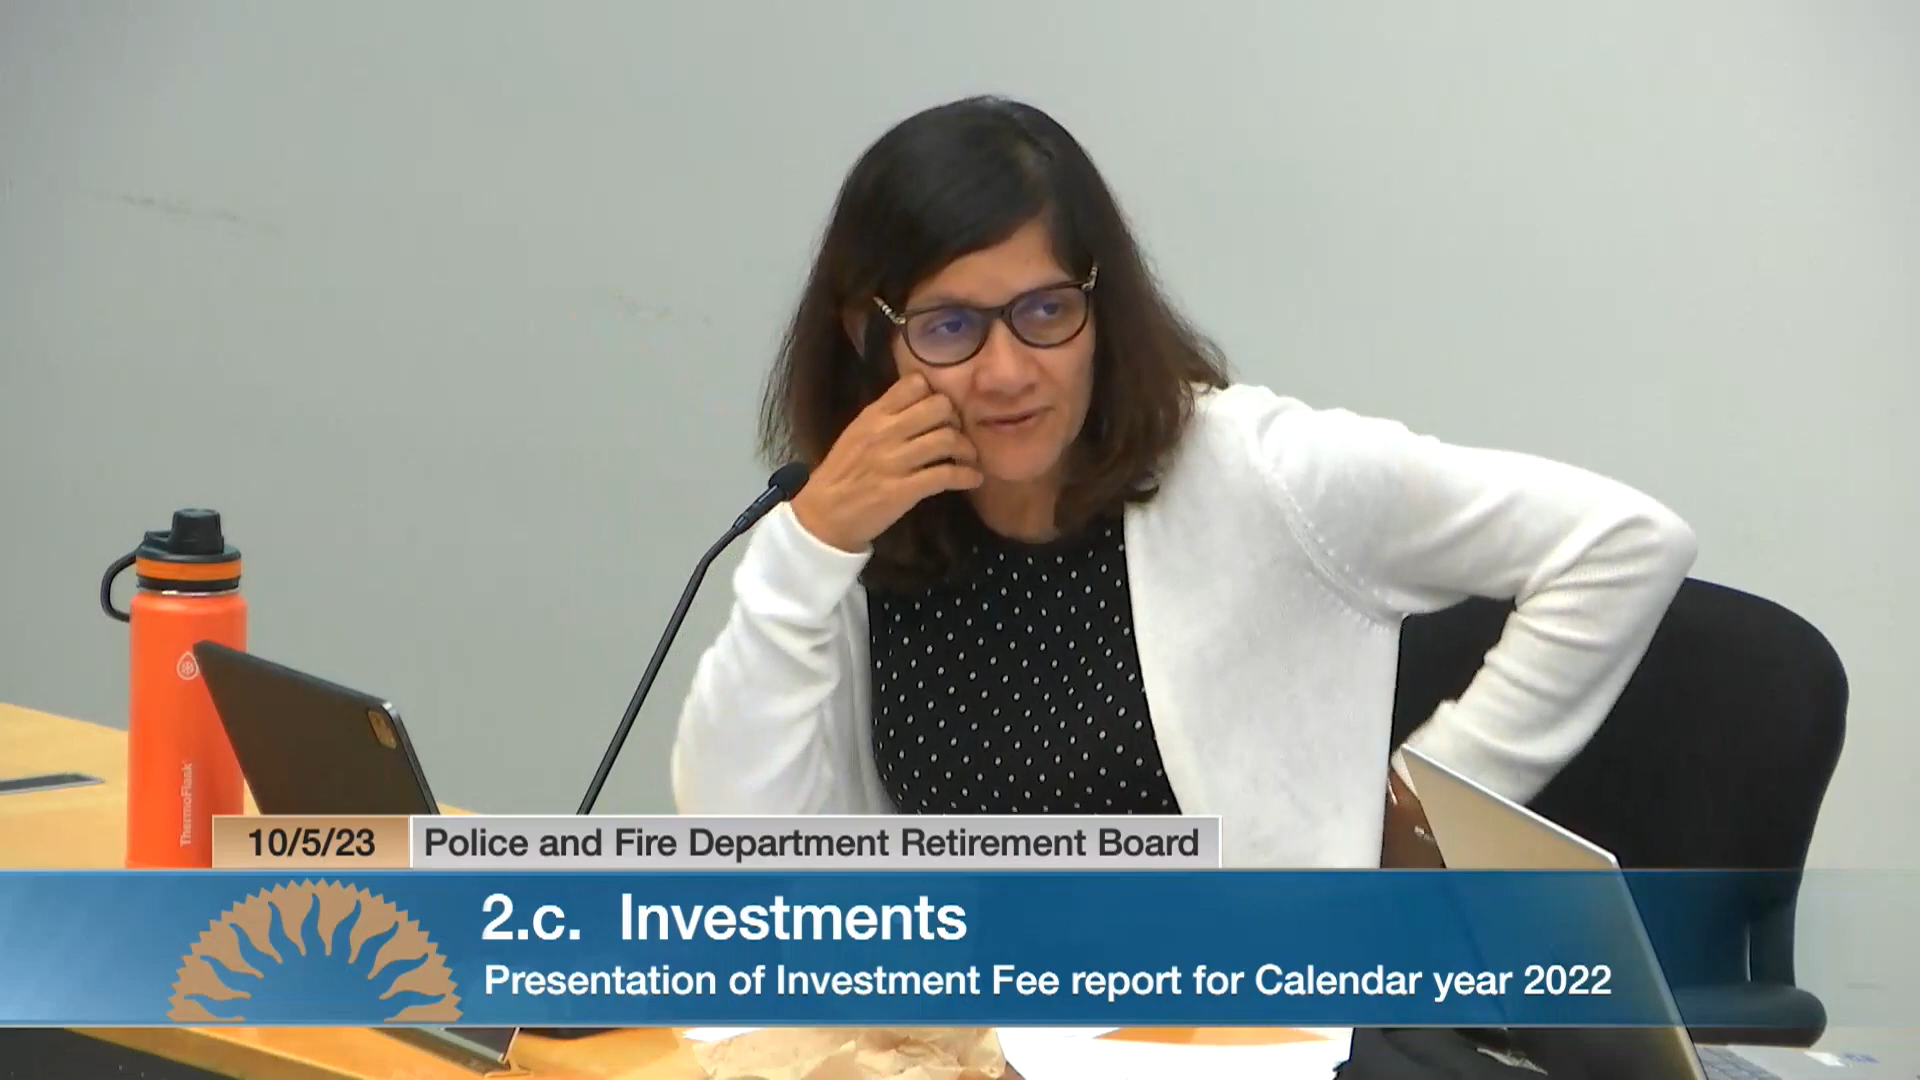 ThermoFlask
10/5/23 Police and Fire Department Retirement Board
2.c. Investments
Presentation of Investment Fee report for Calendar year 2022